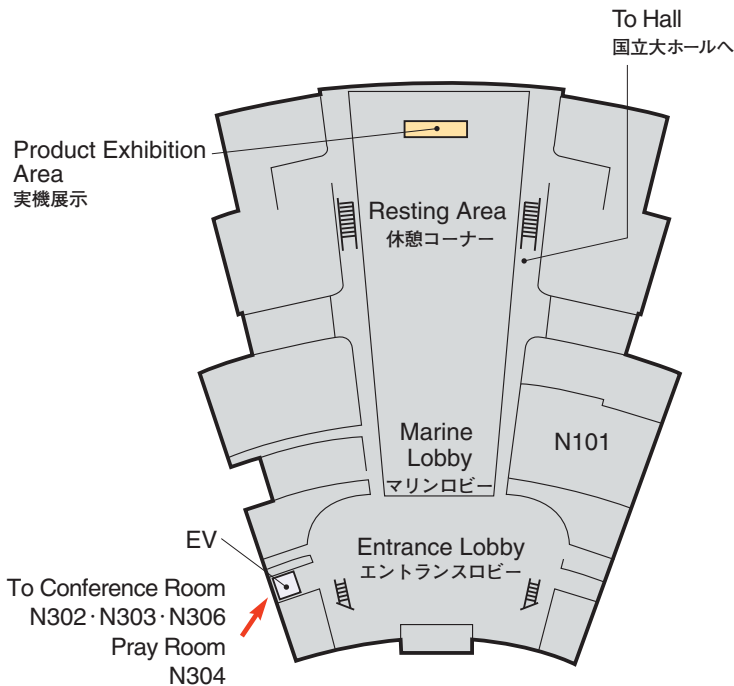 To Hall
国立大ホールへ
Product Exhibition
Area
実機展示
Resting Area
休憩コーナー
Marine
Lobby
マリンロビー
N101
EV
Entrance Lobby
エントランスロビー
To Conference Room
N302・N303・N306
Pray Room
N304